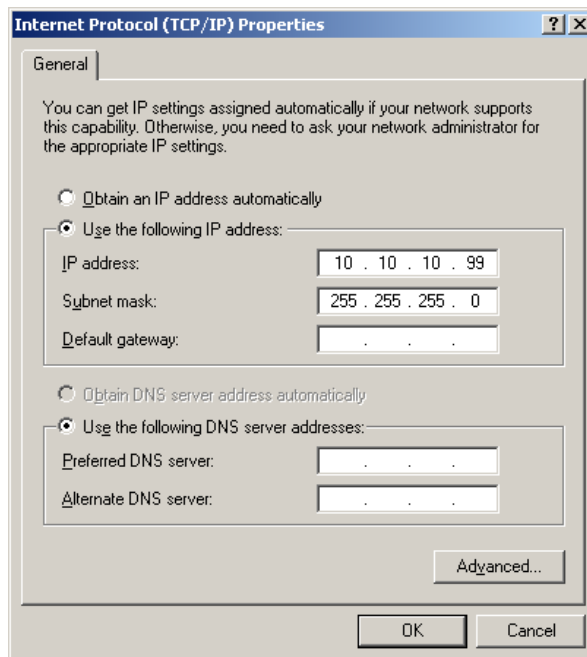 Internet Protocol (TCP/IP) Properties
General
You can get IP settings assigned automatically if your network supports
this capability. Otherwise, you need to ask your network administrator for
the appropriate IP settings.
Obtain an IP address automatically
Use the following IP address:
IP address: 10 . 10 . 10 . 99
Subnet mask: 255 . 255 . 255 . 0
Default gateway: . . .
Obtain DNS server address automatically
Use the following DNS server addresses:
Preferred DNS server: . . .
Alternate DNS server: . . .
Advanced...
OK Cancel